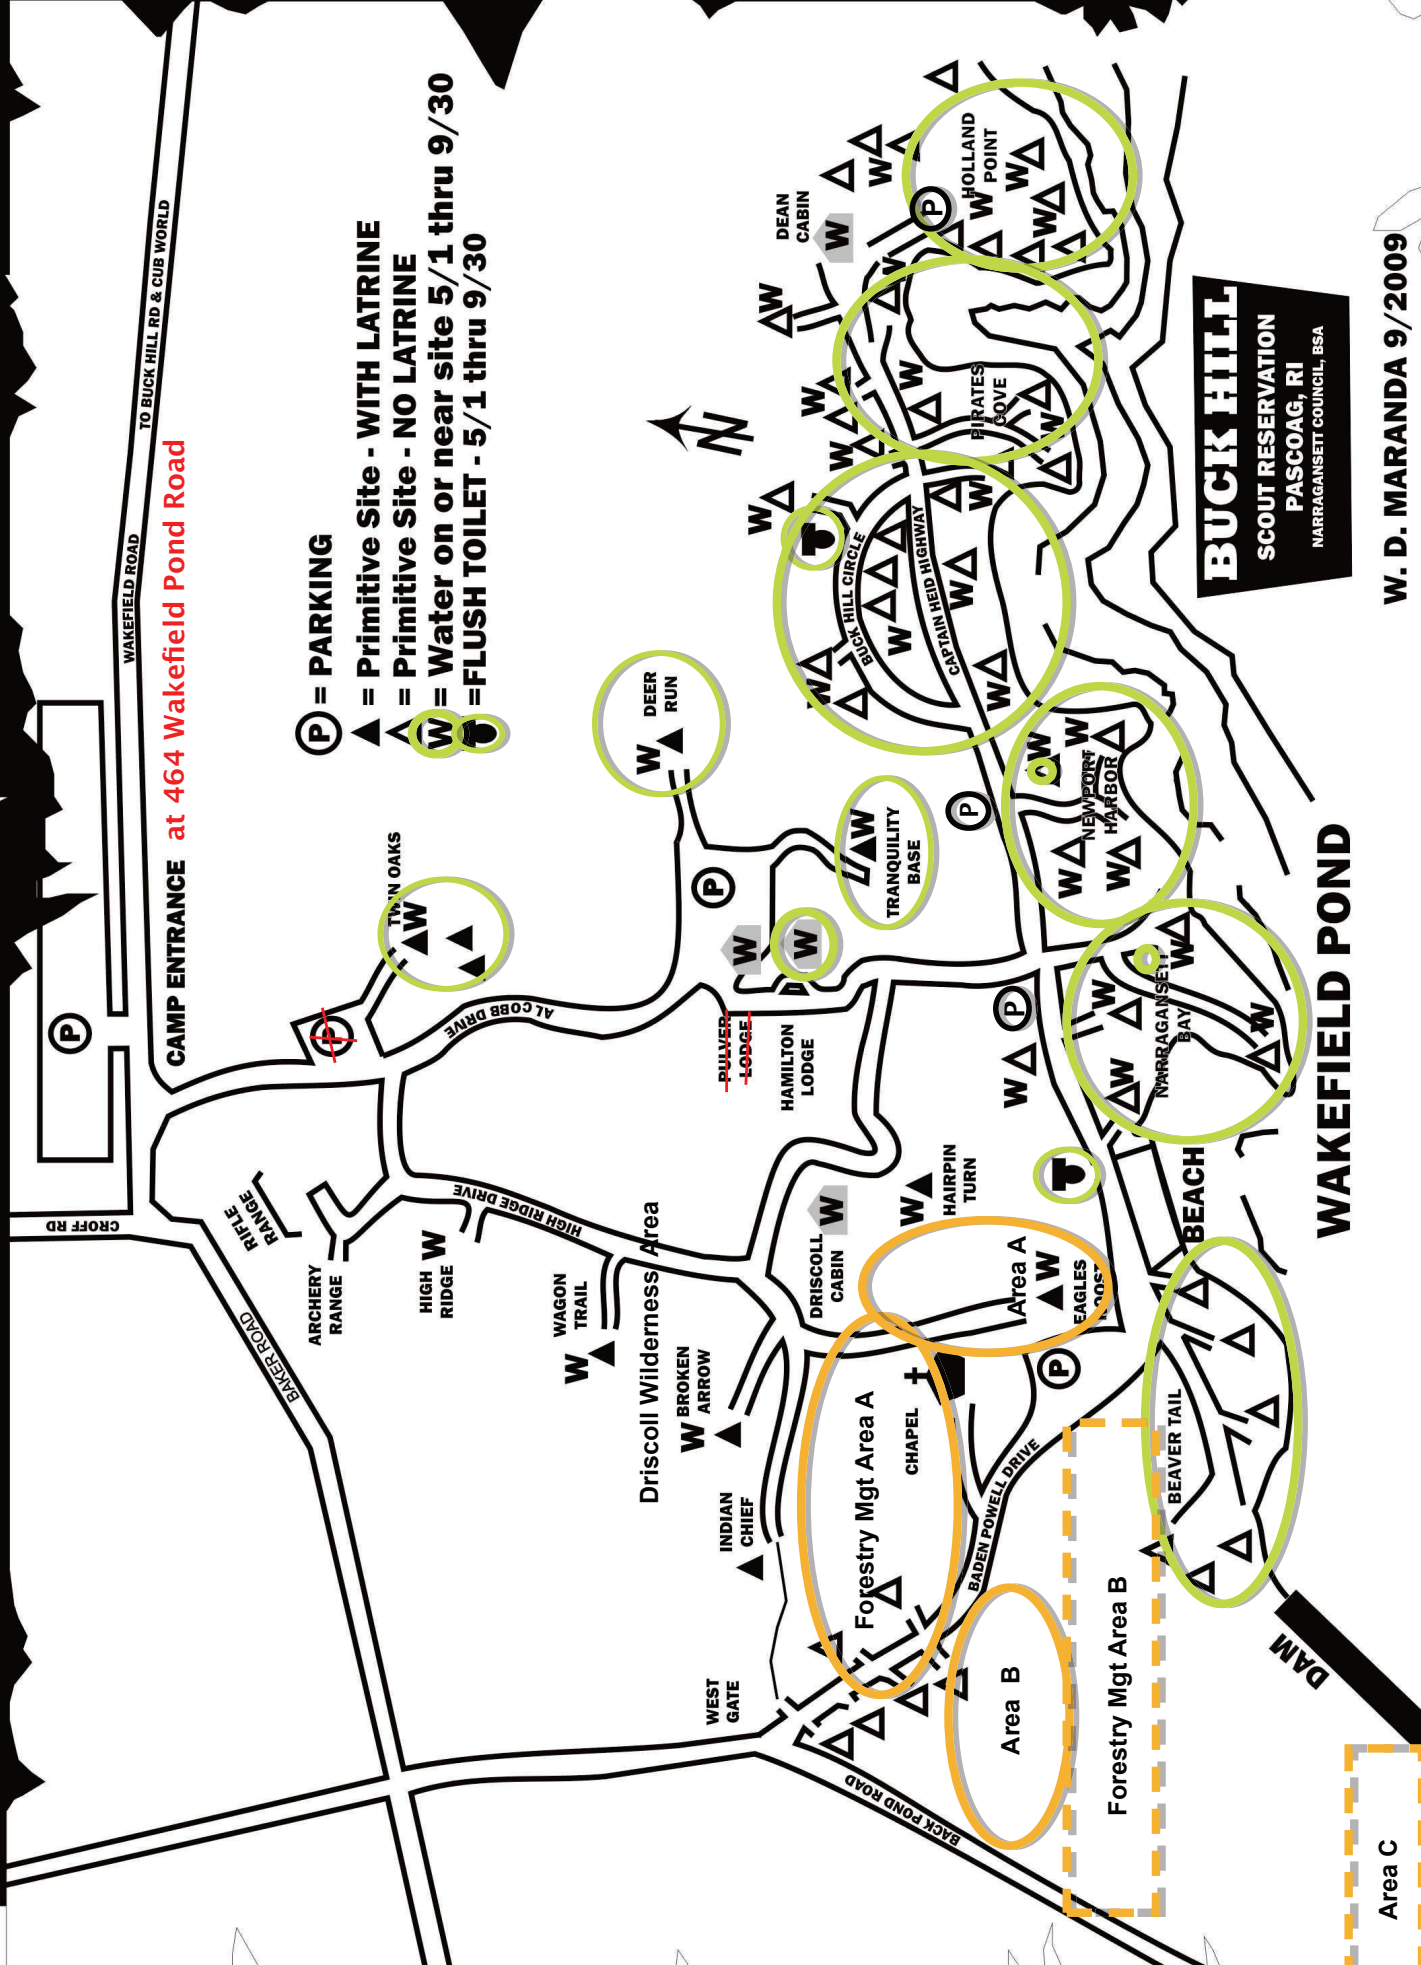 TO BUCK HILL RD & CUB WORLD
WAKEFIELD ROAD
CAMP ENTRANCE at 464 Wakefield Pond Road
P
CROFF RD
BAKER ROAD
P = PARKING
= Primitive Site - WITH LATRINE
= Primitive Site - NO LATRINE
W = Water on or near site 5/1 thru 9/30
=FLUSH TOILET - 5/1 thru 9/30
N
TWIN OAKS
W
P
AL COBB DRIVE
RIFLE
RANGE
ARCHERY
RANGE
HIGH
RIDGE
W
HIGH RIDGE DRIVE
WAGON
TRAIL
W
Driscoll Wilderness Area
BROKEN
ARROW
W
INDIAN
CHIEF
WEST
GATE
BACK POND ROAD
DEER
RUN
W
P
TRANQUILITY
BASE
W
PULVER
LODGE
W
HAMILTON
LODGE
W
DRISCOLL
CABIN
W
HAIRPIN
TURN
W
Area A
W
EAGLES
ROOST
Forestry Mgt Area A
CHAPEL
P
BADEN POWELL DRIVE
Area B
Forestry Mgt Area B
Area C
DEAN
CABIN
W
W
HOLLAND
POINT
P
W
W
W
W
W
PIRATES
COVE
W
W
W
W
W
BUCK HILL CIRCLE
CAPTAIN HEID HIGHWAY
W
W
W
W
W
W
P
NEWPORT
HARBOR
W
W
W
W
P
W
NARRAGANSETT
BAY
W
W
W
W
BEACH
BEAVER TAIL
DAM
WAKEFIELD POND
BUCK HILL
SCOUT RESERVATION
PASCOAG, RI
NARRAGANSETT COUNCIL, BSA
W. D. MARANDA 9/2009